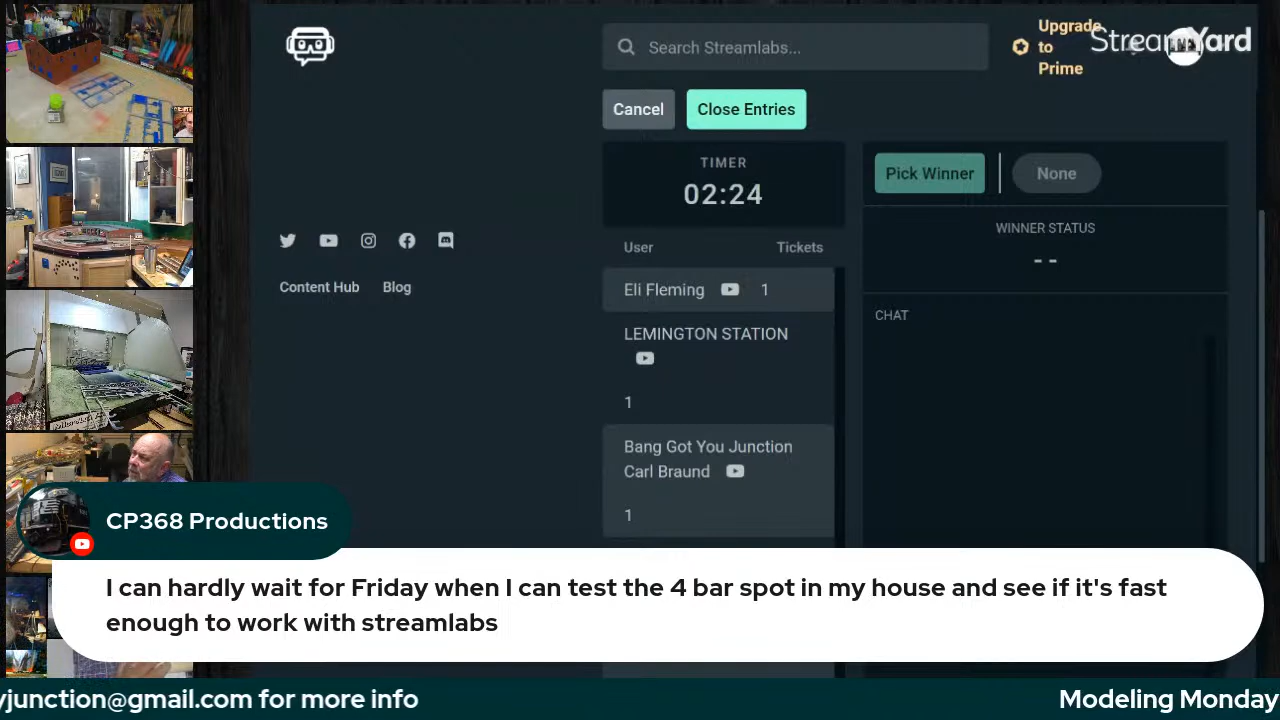 Search Streamlabs...
Upgrade
to
Prime
StreamYard
Cancel
Close Entries
TIMER
02:24
Pick Winner
None
WINNER STATUS
--
User
Tickets
Eli Fleming
1
LEMINGTON STATION
1
Bang Got You Junction
Carl Braund
1
CHAT
Content Hub
Blog
CP368 Productions
I can hardly wait for Friday when I can test the 4 bar spot in my house and see if it's fast
enough to work with streamlabs
yjunction@gmail.com for more info
Modeling Monday